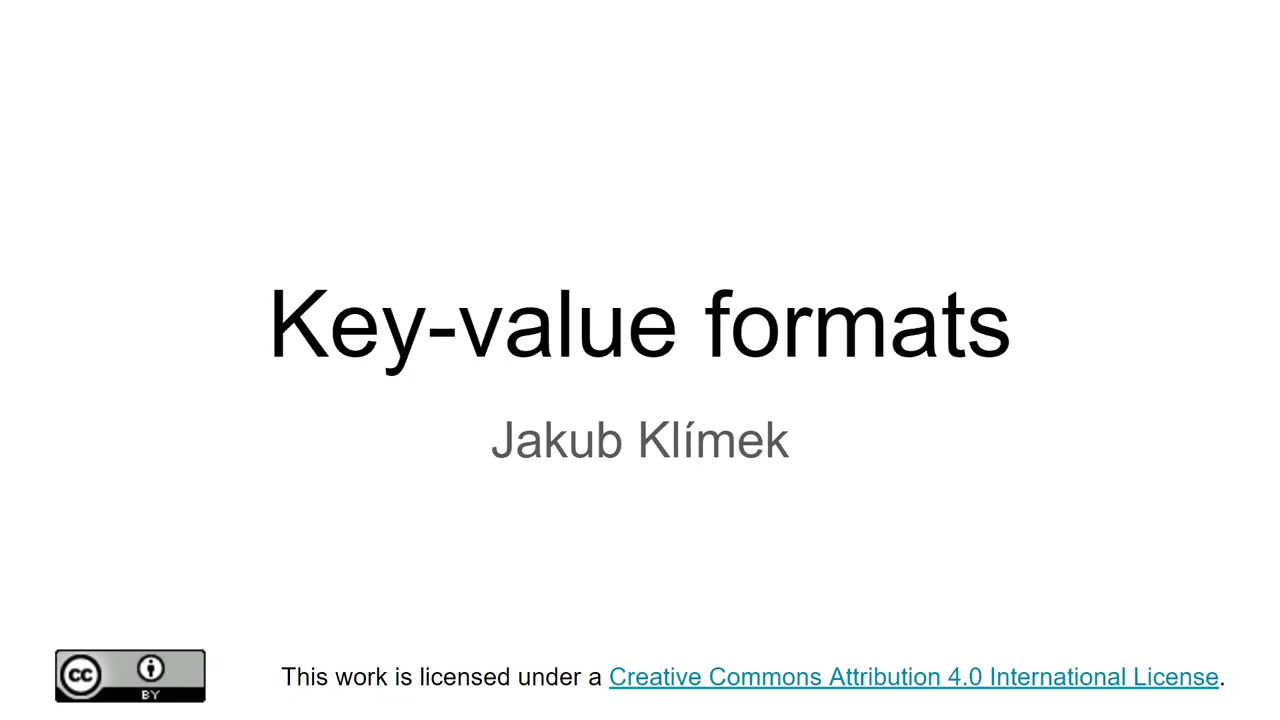 Key-value formats
Jakub Klímek
cc BY
This work is licensed under a Creative Commons Attribution 4.0 International License.